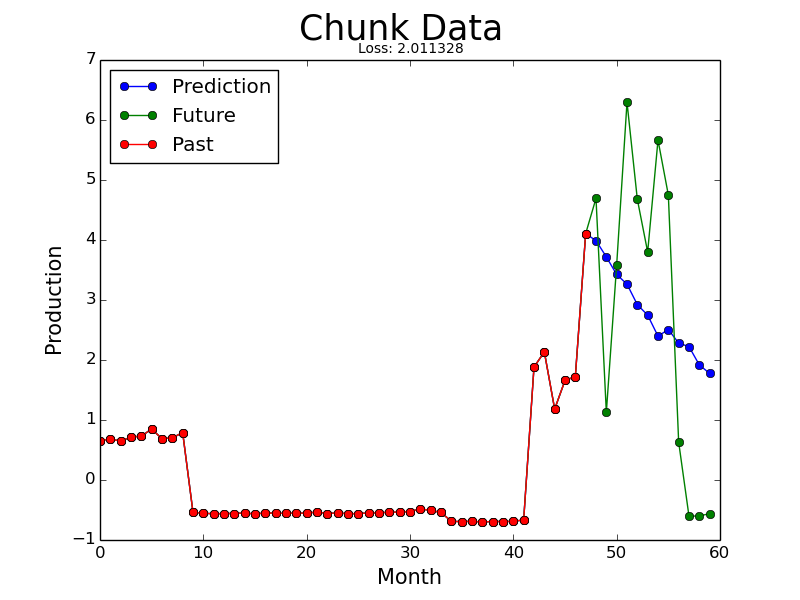 Chunk Data
Loss: 2.011328
7
6
5
4
3
2
1
0
−1
Prediction
Future
Past
Production
0 10 20 30 40 50 60
Month